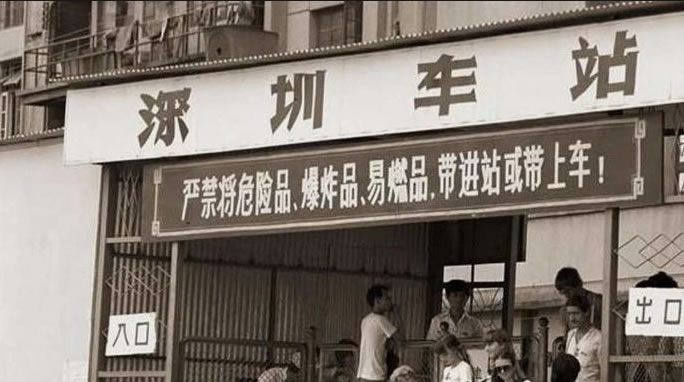 深圳车站
严禁将危险品、爆炸品、易燃品,带进站或带上车!
入口
出口